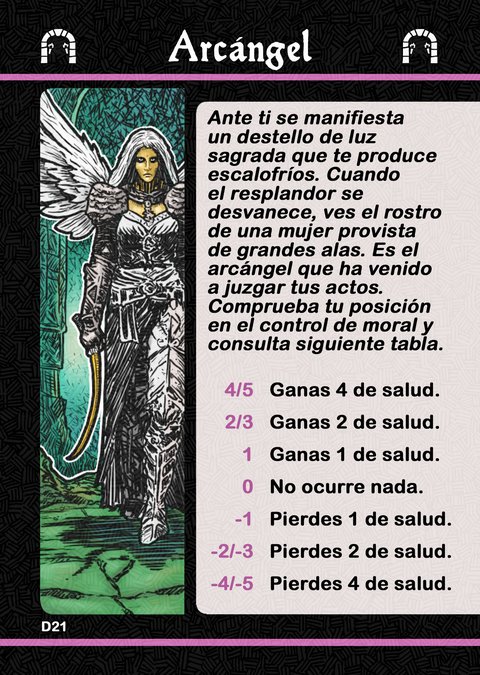 Arcángel
Ante ti se manifiesta
un destello de luz
sagrada que te produce
escalofríos. Cuando
el resplandor se
desvanece, ves el rostro
de una mujer provista
de grandes alas. Es el
arcángel que ha venido
a juzgar tus actos.
Comprueba tu posición
en el control de moral y
consulta siguiente tabla.
4/5 Ganas 4 de salud.
2/3 Ganas 2 de salud.
1 Ganas 1 de salud.
0 No ocurre nada.
-1 Pierdes 1 de salud.
-2/-3 Pierdes 2 de salud.
-4/-5 Pierdes 4 de salud.
D21